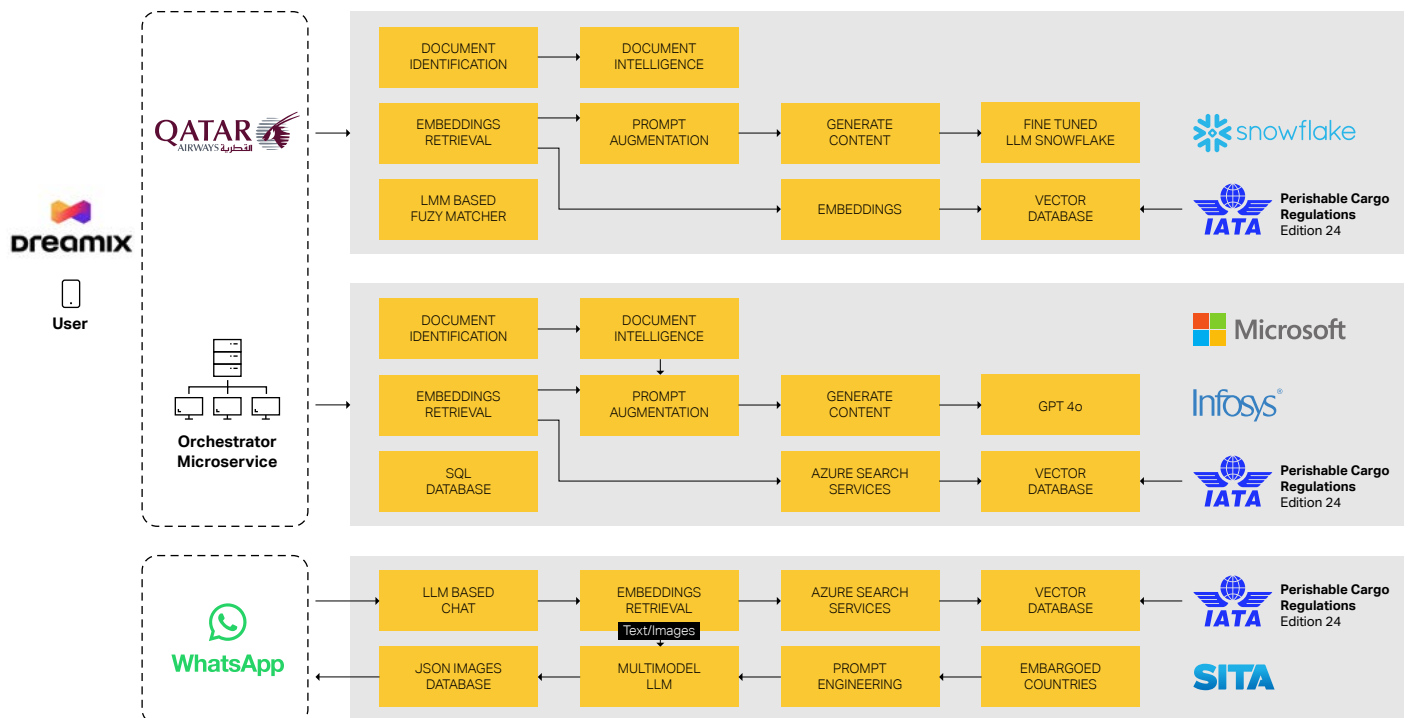 DOCUMENT
IDENTIFICATION
DOCUMENT
INTELLIGENCE
QATAR
AIRWAYS القطرية
EMBEDDINGS
RETRIEVAL
PROMPT
AUGMENTATION
GENERATE
CONTENT
FINE TUNED
LLM SNOWFLAKE
snowflake
LMM BASED
FUZY MATCHER
EMBEDDINGS
VECTOR
DATABASE
IATA
Perishable Cargo
Regulations
Edition 24
Dreamix
User
DOCUMENT
IDENTIFICATION
DOCUMENT
INTELLIGENCE
Microsoft
EMBEDDINGS
RETRIEVAL
PROMPT
AUGMENTATION
GENERATE
CONTENT
GPT 4o
Infosys®
Orchestrator
Microservice
SQL
DATABASE
AZURE SEARCH
SERVICES
VECTOR
DATABASE
IATA
Perishable Cargo
Regulations
Edition 24
WhatsApp
LLM BASED
CHAT
EMBEDDINGS
RETRIEVAL
Text/Images
AZURE SEARCH
SERVICES
VECTOR
DATABASE
IATA
Perishable Cargo
Regulations
Edition 24
JSON IMAGES
DATABASE
MULTIMODEL
LLM
PROMPT
ENGINEERING
EMBARGOED
COUNTRIES
SITA